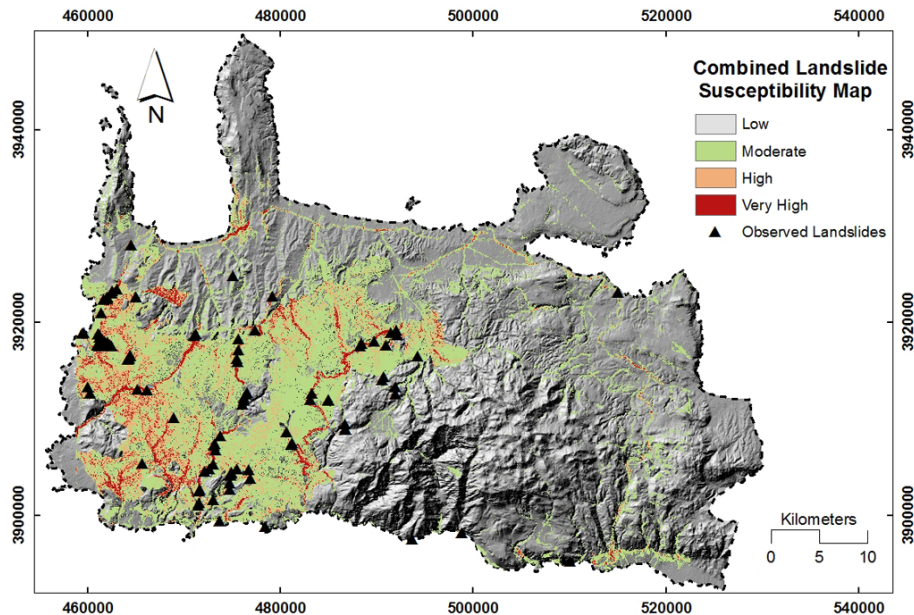 460000 480000 500000 520000 540000
N
Combined Landslide
Susceptibility Map
Low
Moderate
High
Very High
Observed Landslides
3940000 3940000
3920000 3920000
3900000 3900000
Kilometers
0 5 10
460000 480000 500000 520000 540000